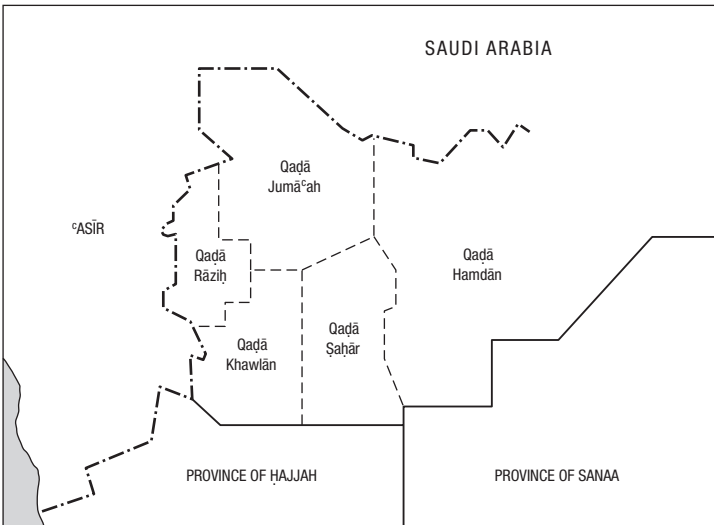 SAUDI ARABIA
Qaḍā
Jumāᶜah
ᶜASĪR
Qaḍā
Rāziḥ
Qaḍā
Hamdān
Qaḍā
Khawlān
Qaḍā
Ṣaḥār
PROVINCE OF ḤAJJAH
PROVINCE OF SANAA